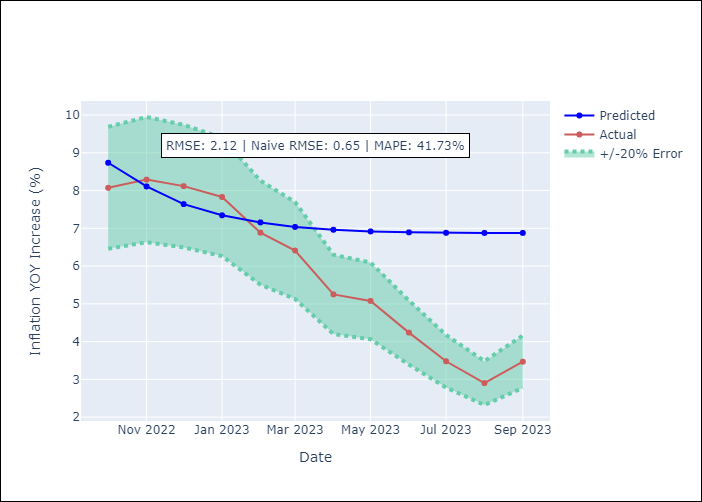 RMSE: 2.12 | Naive RMSE: 0.65 | MAPE: 41.73%
Predicted
Actual
+/-20% Error
10
9
8
7
6
5
4
3
2
Inflation YOY Increase (%)
Nov 2022 Jan 2023 Mar 2023 May 2023 Jul 2023 Sep 2023
Date